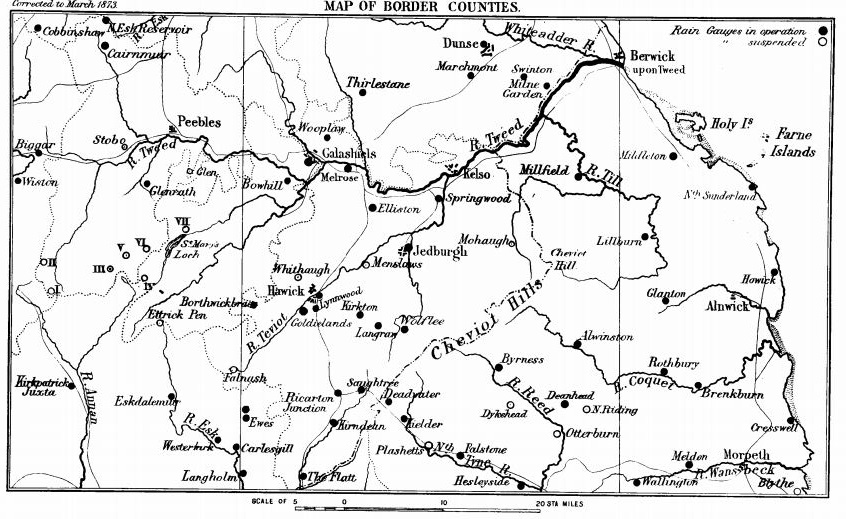 Corrected to March 1873.
MAP OF BORDER COUNTIES.
Rain Gauges in operation
" suspended
Cobbinshaw
N. Esk Reservoir
R. Esk
Cairnmuir
Dunse
Whiteadder R.
Berwick
upon Tweed
Marchmont
Swinton
Milne
Garden
Thirlestane
Holy Is
Farne
Islands
Peebles
Stobo
R. Tweed
Wooplaw
Galashiels
Melrose
R. Tweed
Kelso
Millfield
R. Till
Middleton
Biggar
Wiston
Glen
Glenrath
Bowhill
Elliston
Springwood
Nth Sunderland
VII
St Mary's
Loch
VI
V
III
IV
II
I
Mohaugh
Jedburgh
Menslaws
Cheviot
Hill
Lillburn
Whithaugh
Hawick
Lynnwood
Borthwickbrae
Ettrick Pen
Goldielands
Kirkton
Langraw
Wolflee
R. Teviot
Cheviot Hills
Howick
Glanton
Alnwick
Alwinston
Falnash
Kirkpatrick
Juxta
R. Annan
Eskdalemuir
Byrness
Rothbury
R. Coquet
Brenkburn
Ricarton
Junction
Saughtree
Deadwater
R. Reed
Deanhead
Dykehead
N. Riding
Ewes
R. Esk
Westerkirk
Carlesgill
Kirndean
Kielder
Otterburn
Cresswell
Plashetts
Nth
Tyne R.
Falstone
Langholm
The Flatt
Hesleyside
Meldon
Morpeth
R. Wansbeck
Wallington
Blythe
SCALE OF 5 0 10 20 STA MILES